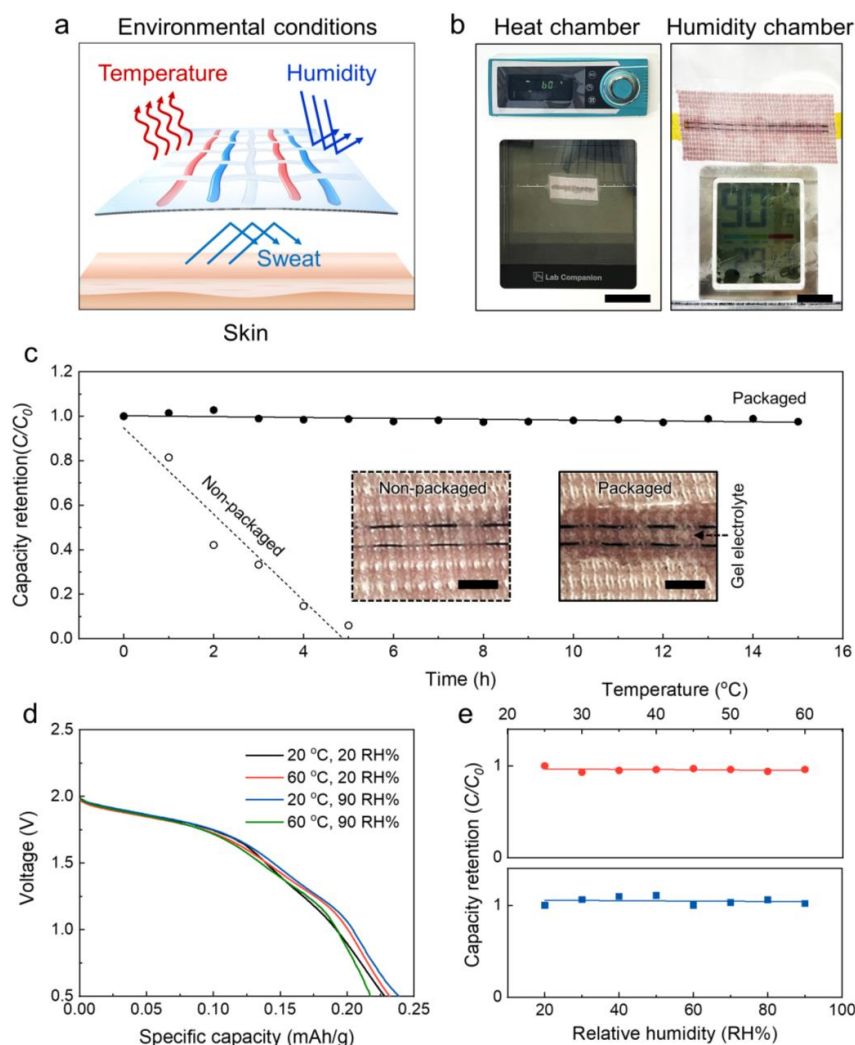 a Environmental conditions
Temperature
Humidity
Sweat
Skin
b Heat chamber
Humidity chamber
60
Lab Companion
90
c
Capacity retention(C/C0)
1.2
1.0
0.8
0.6
0.4
0.2
0.0
Packaged
Non-packaged
Non-packaged
Packaged
Gel electrolyte
0 2 4 6 8 10 12 14 16
Time (h)
d
Voltage (V)
2.5
2.0
1.5
1.0
0.5
20 °C, 20 RH%
60 °C, 20 RH%
20 °C, 90 RH%
60 °C, 90 RH%
0.00 0.05 0.10 0.15 0.20 0.25
Specific capacity (mAh/g)
e
Temperature (°C)
20 30 40 50 60
Capacity retention (C/C0)
1
0
1
0
20 40 60 80 100
Relative humidity (RH%)